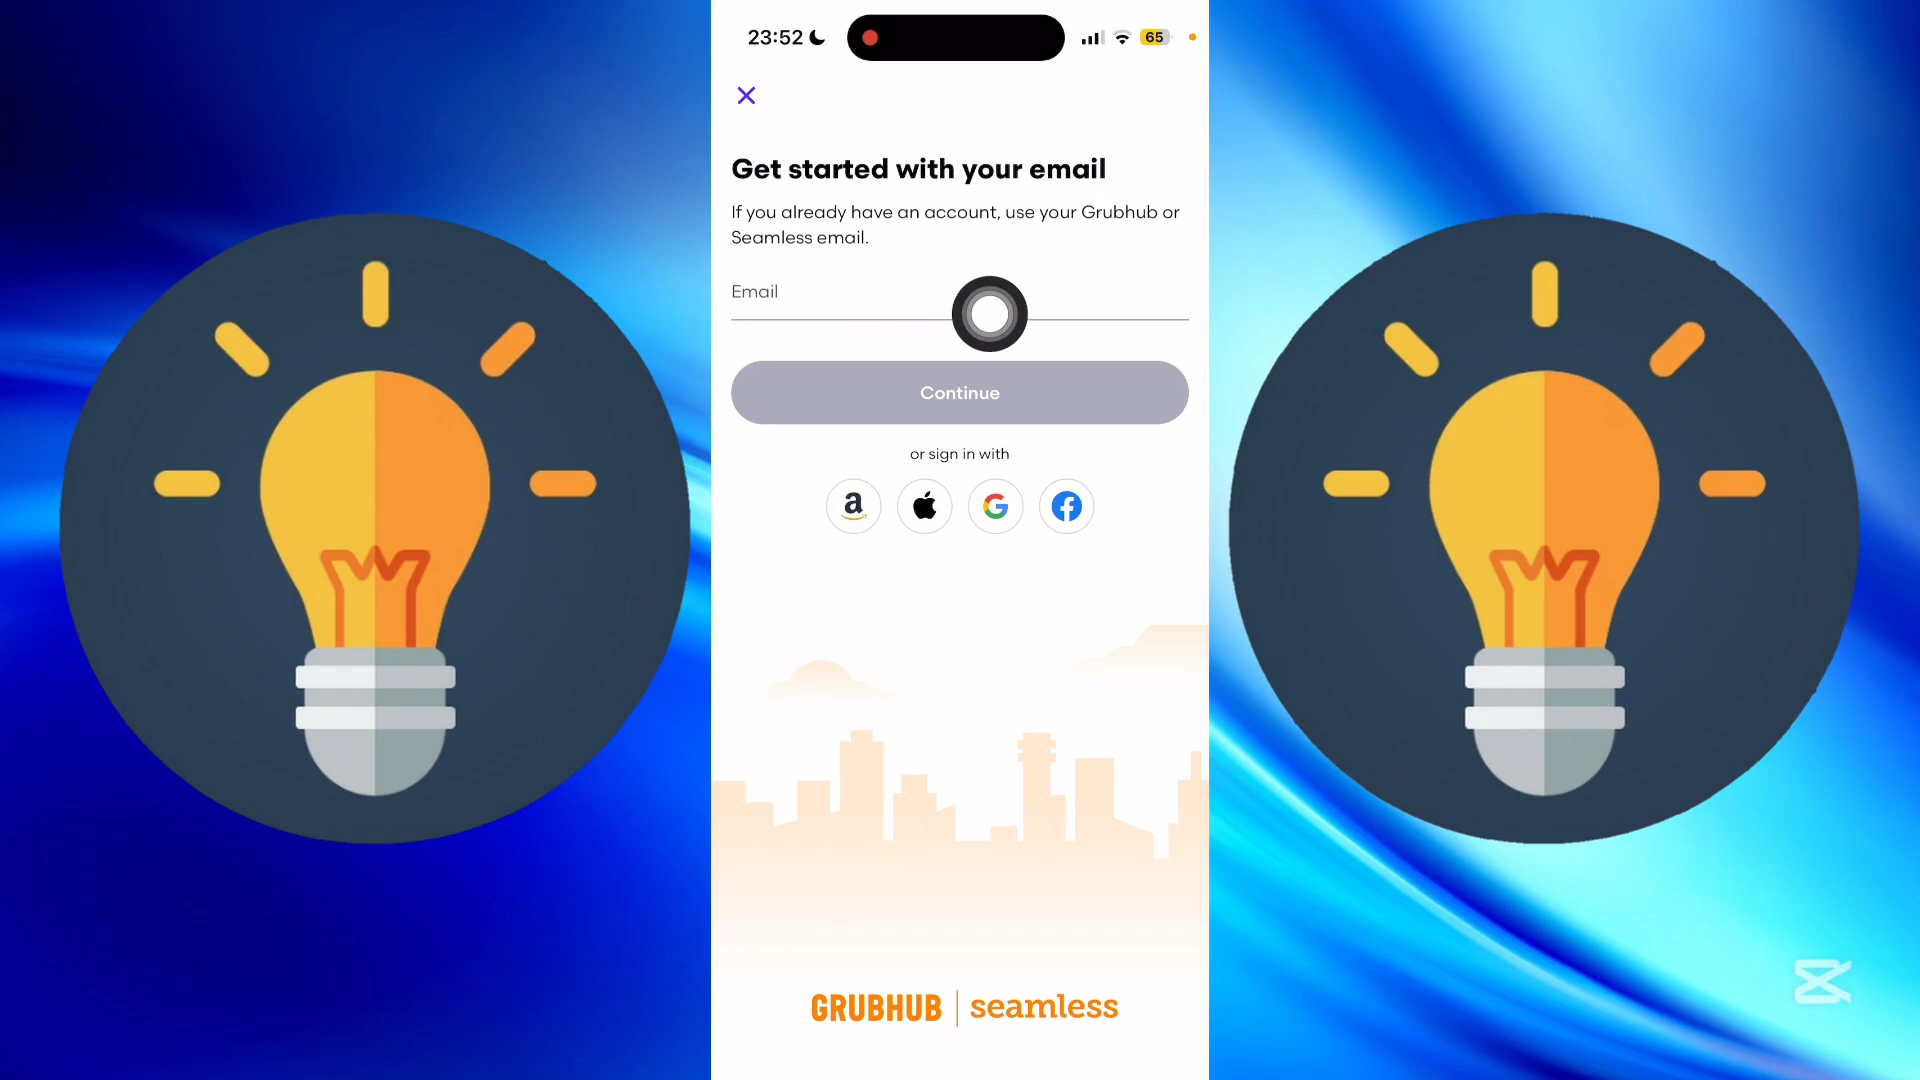 23:52
65
Get started with your email
If you already have an account, use your Grubhub or
Seamless email.
Email
Continue
or sign in with
GRUBHUB | seamless